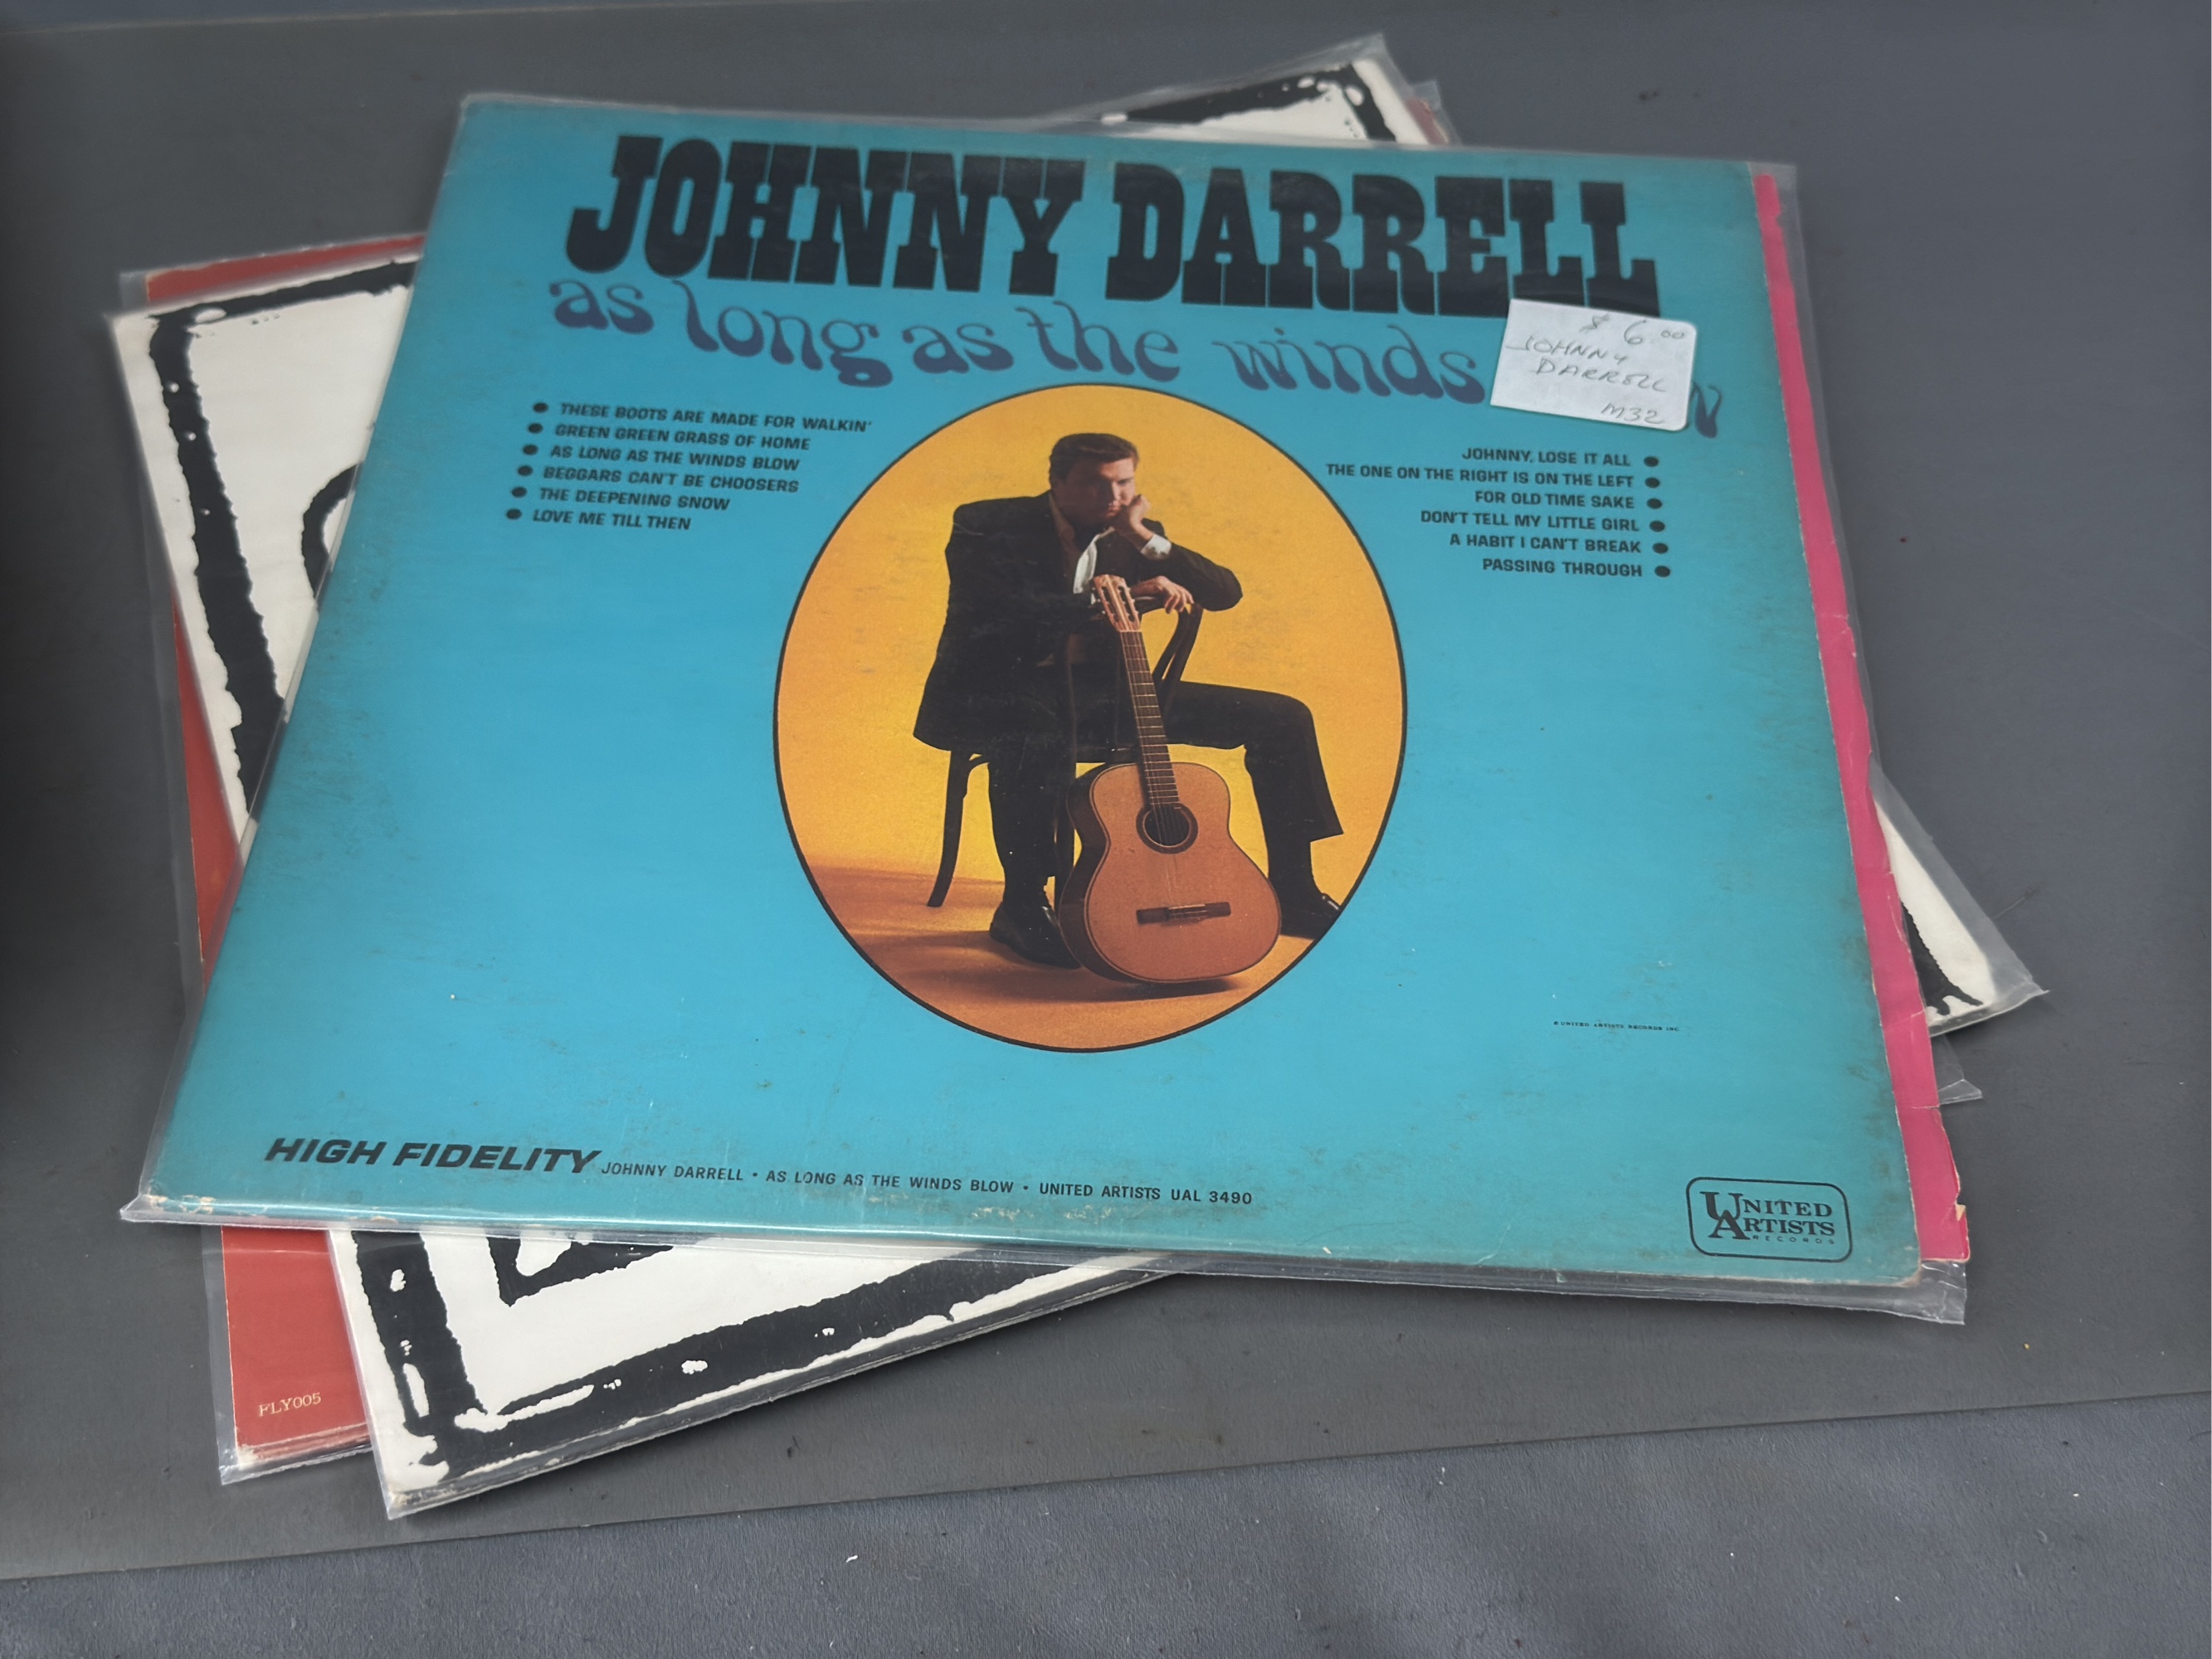 JOHNNY DARRELL
as long as the winds
$ 6.00
JOHNNY
DARRELL
M32
THESE BOOTS ARE MADE FOR WALKIN'
GREEN GREEN GRASS OF HOME
AS LONG AS THE WINDS BLOW
BEGGARS CAN'T BE CHOOSERS
THE DEEPENING SNOW
LOVE ME TILL THEN
JOHNNY, LOSE IT ALL
THE ONE ON THE RIGHT IS ON THE LEFT
FOR OLD TIME SAKE
DON'T TELL MY LITTLE GIRL
A HABIT I CAN'T BREAK
PASSING THROUGH
© UNITED ARTISTS RECORDS INC
HIGH FIDELITY JOHNNY DARRELL • AS LONG AS THE WINDS BLOW • UNITED ARTISTS UAL 3490
UNITED
ARTISTS
RECORDS
FLY005